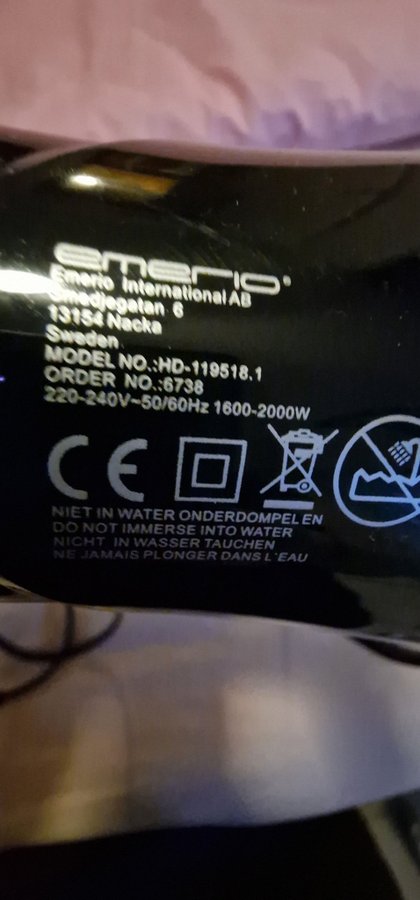 emerio
Emerio International AB
Smedjegatan 6
13154 Nacka
Sweden
MODEL NO.:HD-119518.1
ORDER NO.:6738
220-240V~50/60Hz 1600-2000W
CE
NIET IN WATER ONDERDOMPELEN
DO NOT IMMERSE INTO WATER
NICHT IN WASSER TAUCHEN
NE JAMAIS PLONGER DANS L'EAU